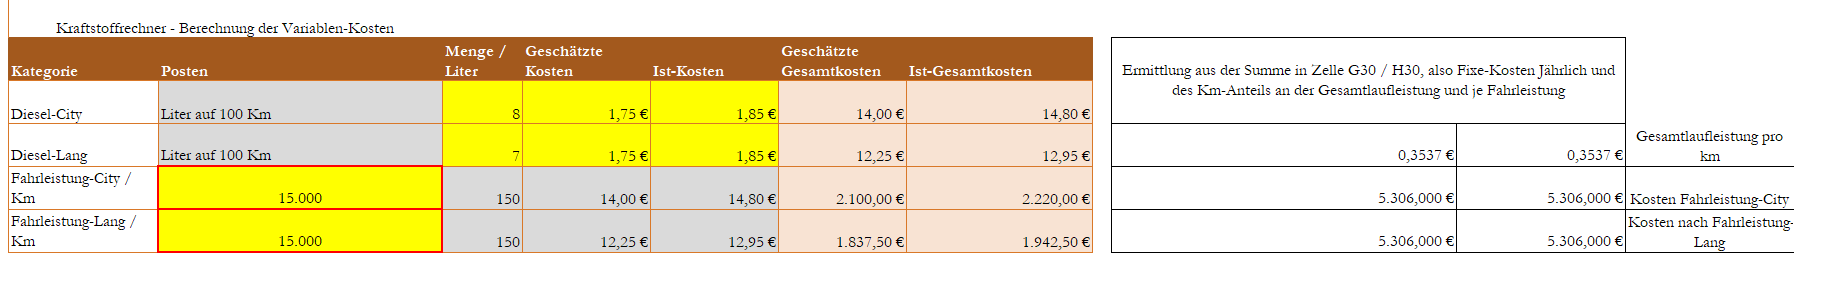 Kraftstoffrechner - Berechnung der Variablen-Kosten
Kategorie Posten Menge / Liter Geschätzte Kosten Ist-Kosten Geschätzte Gesamtkosten Ist-Gesamtkosten
Ermittlung aus der Summe in Zelle G30 / H30, also Fixe-Kosten Jährlich und
des Km-Anteils an der Gesamtlaufleistung und je Fahrleistung
Diesel-City Liter auf 100 Km 8 1,75 € 1,85 € 14,00 € 14,80 €
Diesel-Lang Liter auf 100 Km 7 1,75 € 1,85 € 12,25 € 12,95 € 0,3537 € 0,3537 € Gesamtlaufleistung pro km
Fahrleistung-City / Km 15.000 150 14,00 € 14,80 € 2.100,00 € 2.220,00 € 5.306,000 € 5.306,000 € Kosten Fahrleistung-City
Fahrleistung-Lang / Km 15.000 150 12,25 € 12,95 € 1.837,50 € 1.942,50 € 5.306,000 € 5.306,000 € Kosten nach Fahrleistung-Lang